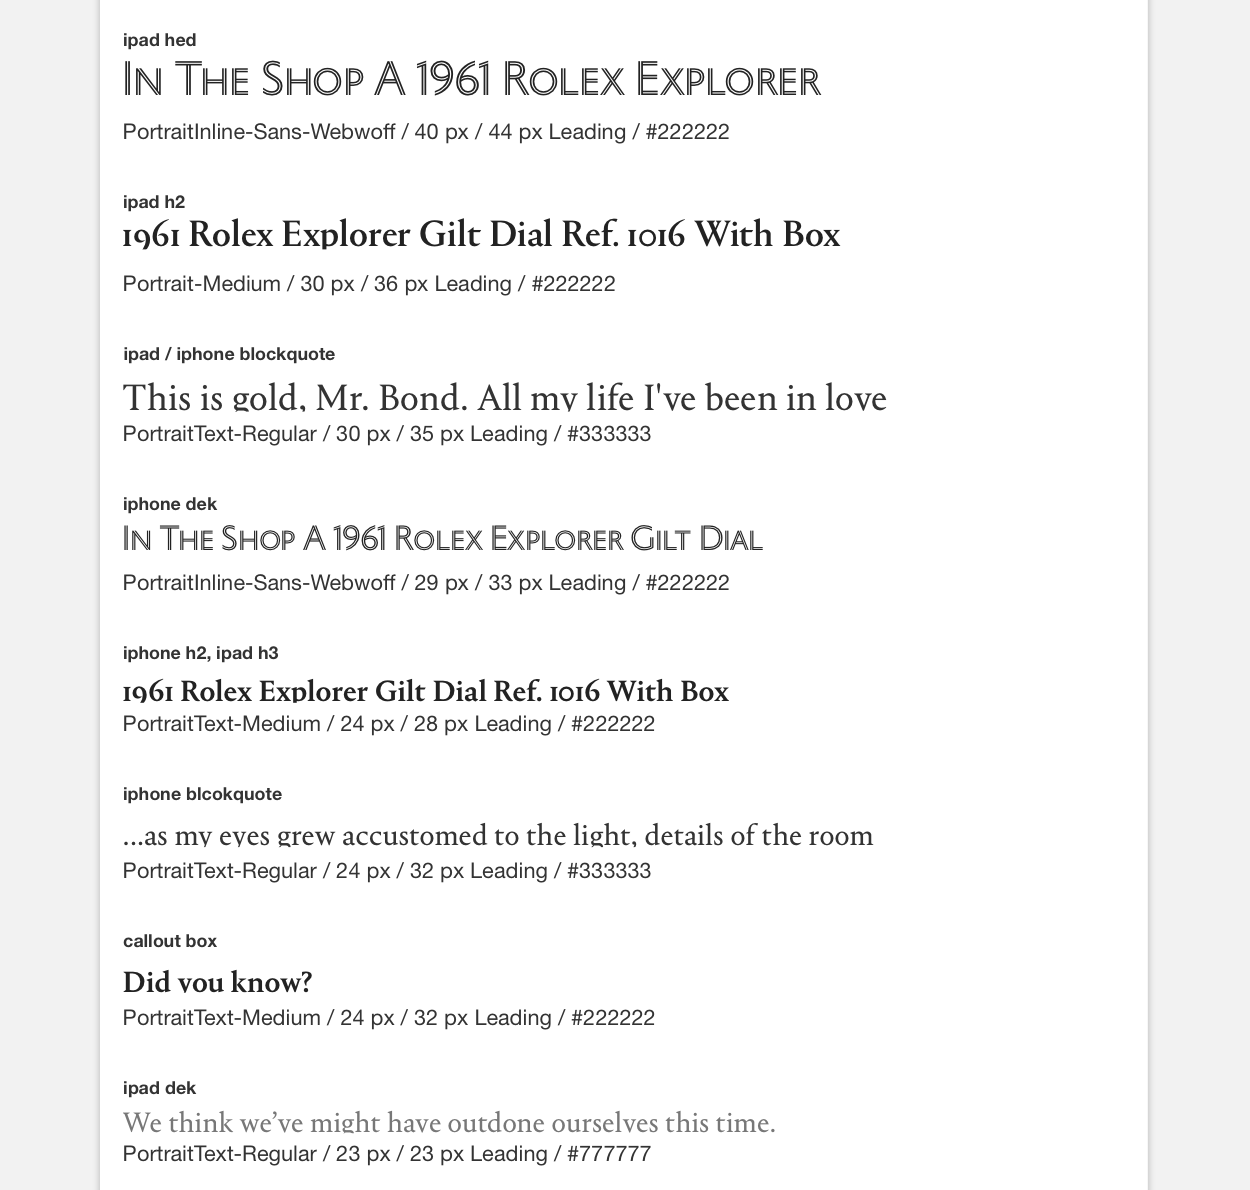 ipad hed
In The Shop A 1961 Rolex Explorer
PortraitInline-Sans-Webwoff / 40 px / 44 px Leading / #222222
ipad h2
1961 Rolex Explorer Gilt Dial Ref. 1016 With Box
Portrait-Medium / 30 px / 36 px Leading / #222222
ipad / iphone blockquote
This is gold, Mr. Bond. All my life I've been in love
PortraitText-Regular / 30 px / 35 px Leading / #333333
iphone dek
In The Shop A 1961 Rolex Explorer Gilt Dial
PortraitInline-Sans-Webwoff / 29 px / 33 px Leading / #222222
iphone h2, ipad h3
1961 Rolex Explorer Gilt Dial Ref. 1016 With Box
PortraitText-Medium / 24 px / 28 px Leading / #222222
iphone blcokquote
...as my eyes grew accustomed to the light, details of the room
PortraitText-Regular / 24 px / 32 px Leading / #333333
callout box
Did you know?
PortraitText-Medium / 24 px / 32 px Leading / #222222
ipad dek
We think we’ve might have outdone ourselves this time.
PortraitText-Regular / 23 px / 23 px Leading / #777777